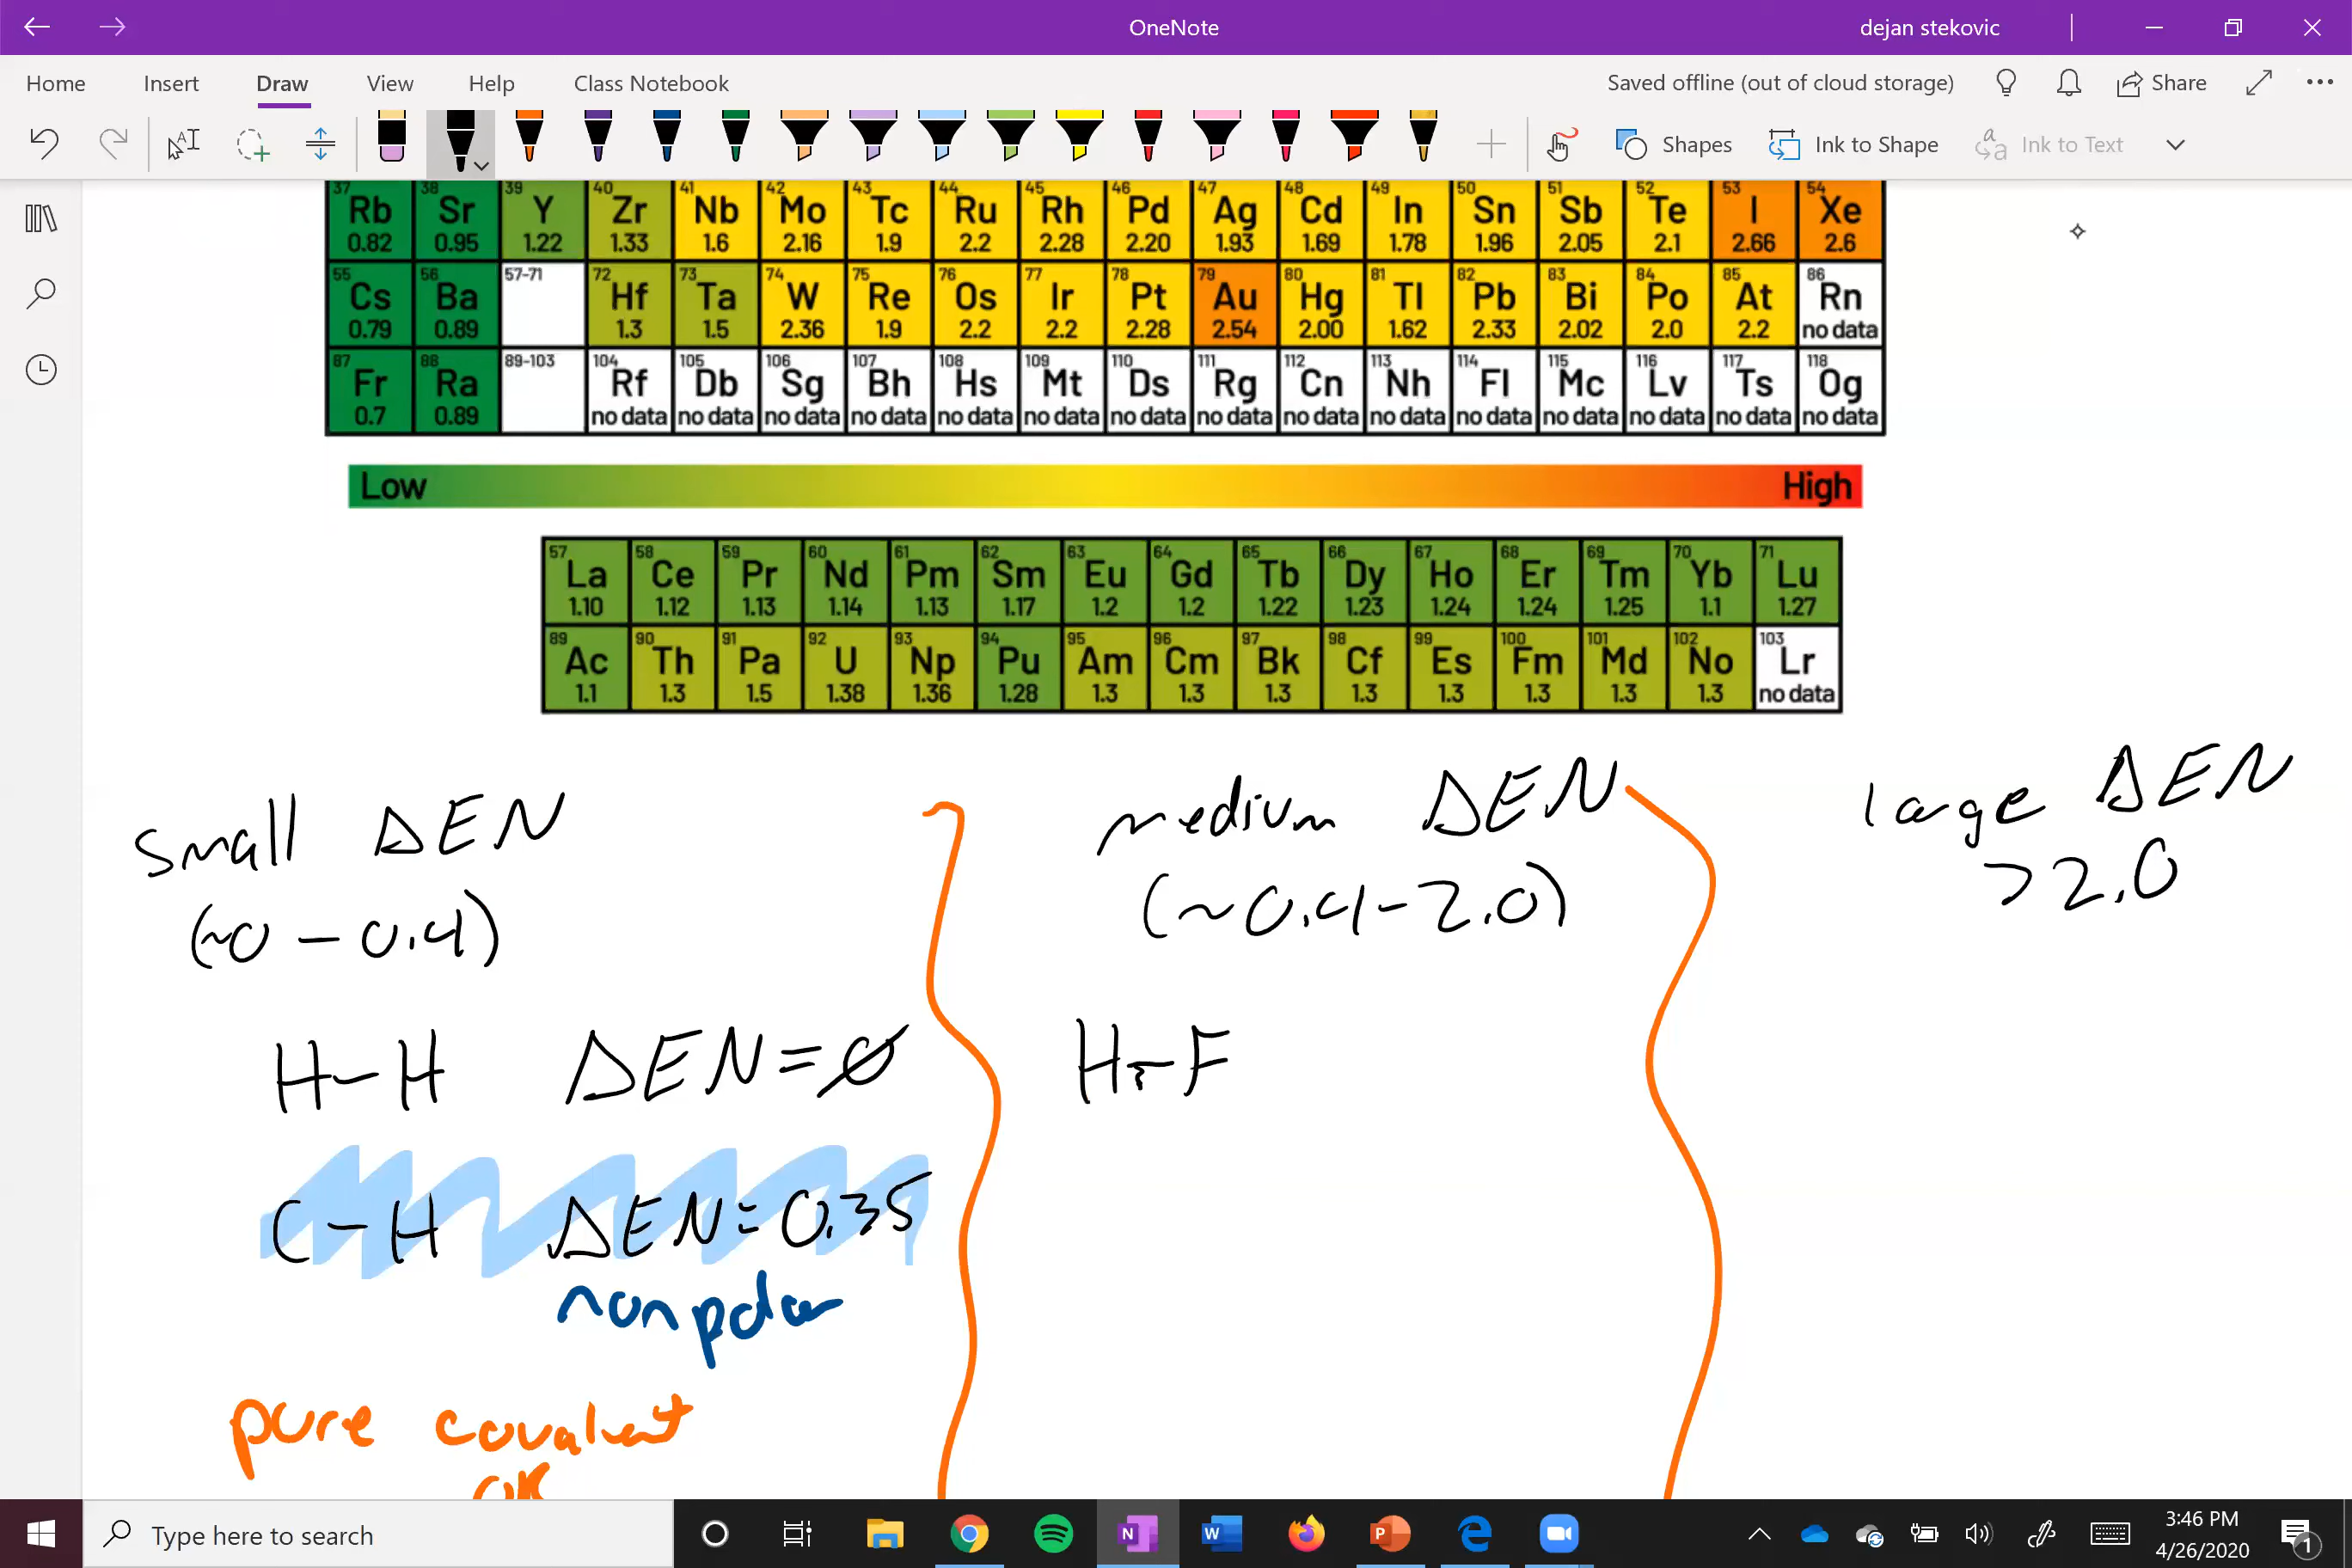 OneNote
dejan stekovic
Home Insert Draw View Help Class Notebook
Saved offline (out of cloud storage) Share
Shapes Ink to Shape Ink to Text
37 38 39 40 41 42 43 44 45 46 47 48 49 50 51 52 53 54
Rb Sr Y Zr Nb Mo Tc Ru Rh Pd Ag Cd In Sn Sb Te I Xe
0.82 0.95 1.22 1.33 1.6 2.16 1.9 2.2 2.28 2.20 1.93 1.69 1.78 1.96 2.05 2.1 2.66 2.6
55 56 57-71 72 73 74 75 76 77 78 79 80 81 82 83 84 85 86
Cs Ba Hf Ta W Re Os Ir Pt Au Hg Tl Pb Bi Po At Rn
0.79 0.89 1.3 1.5 2.36 1.9 2.2 2.2 2.28 2.54 2.00 1.62 2.33 2.02 2.0 2.2 no data
87 88 89-103 104 105 106 107 108 109 110 111 112 113 114 115 116 117 118
Fr Ra Rf Db Sg Bh Hs Mt Ds Rg Cn Nh Fl Mc Lv Ts Og
0.7 0.89 no data no data no data no data no data no data no data no data no data no data no data no data no data no data no data
Low High
57 58 59 60 61 62 63 64 65 66 67 68 69 70 71
La Ce Pr Nd Pm Sm Eu Gd Tb Dy Ho Er Tm Yb Lu
1.10 1.12 1.13 1.14 1.13 1.17 1.2 1.2 1.22 1.23 1.24 1.24 1.25 1.1 1.27
89 90 91 92 93 94 95 96 97 98 99 100 101 102 103
Ac Th Pa U Np Pu Am Cm Bk Cf Es Fm Md No Lr
1.1 1.3 1.5 1.38 1.36 1.28 1.3 1.3 1.3 1.3 1.3 1.3 1.3 1.3 no data
small ΔEN
(~0 - 0.4)
H-H ΔEN=0
C-H ΔEN=0.35
nonpolar
pure covalent
OR
medium ΔEN
(~0.4-2.0)
H-F
large ΔEN
>2.0
Type here to search
3:46 PM
4/26/2020
1